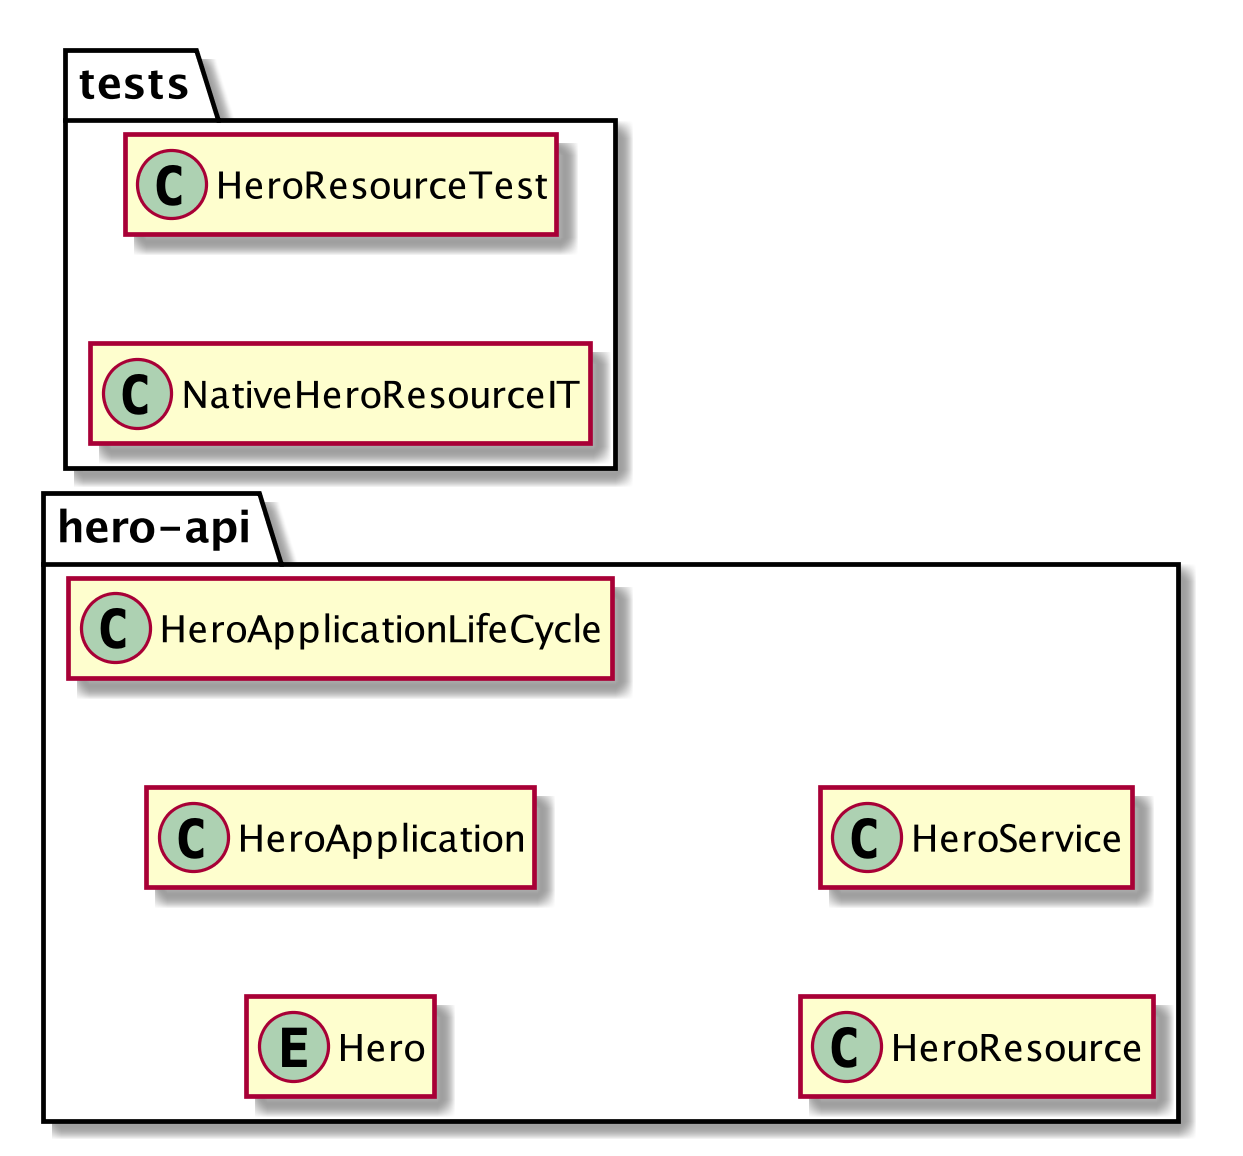 tests
C HeroResourceTest
C NativeHeroResourceIT
hero-api
C HeroApplicationLifeCycle
C HeroApplication
C HeroService
E Hero
C HeroResource